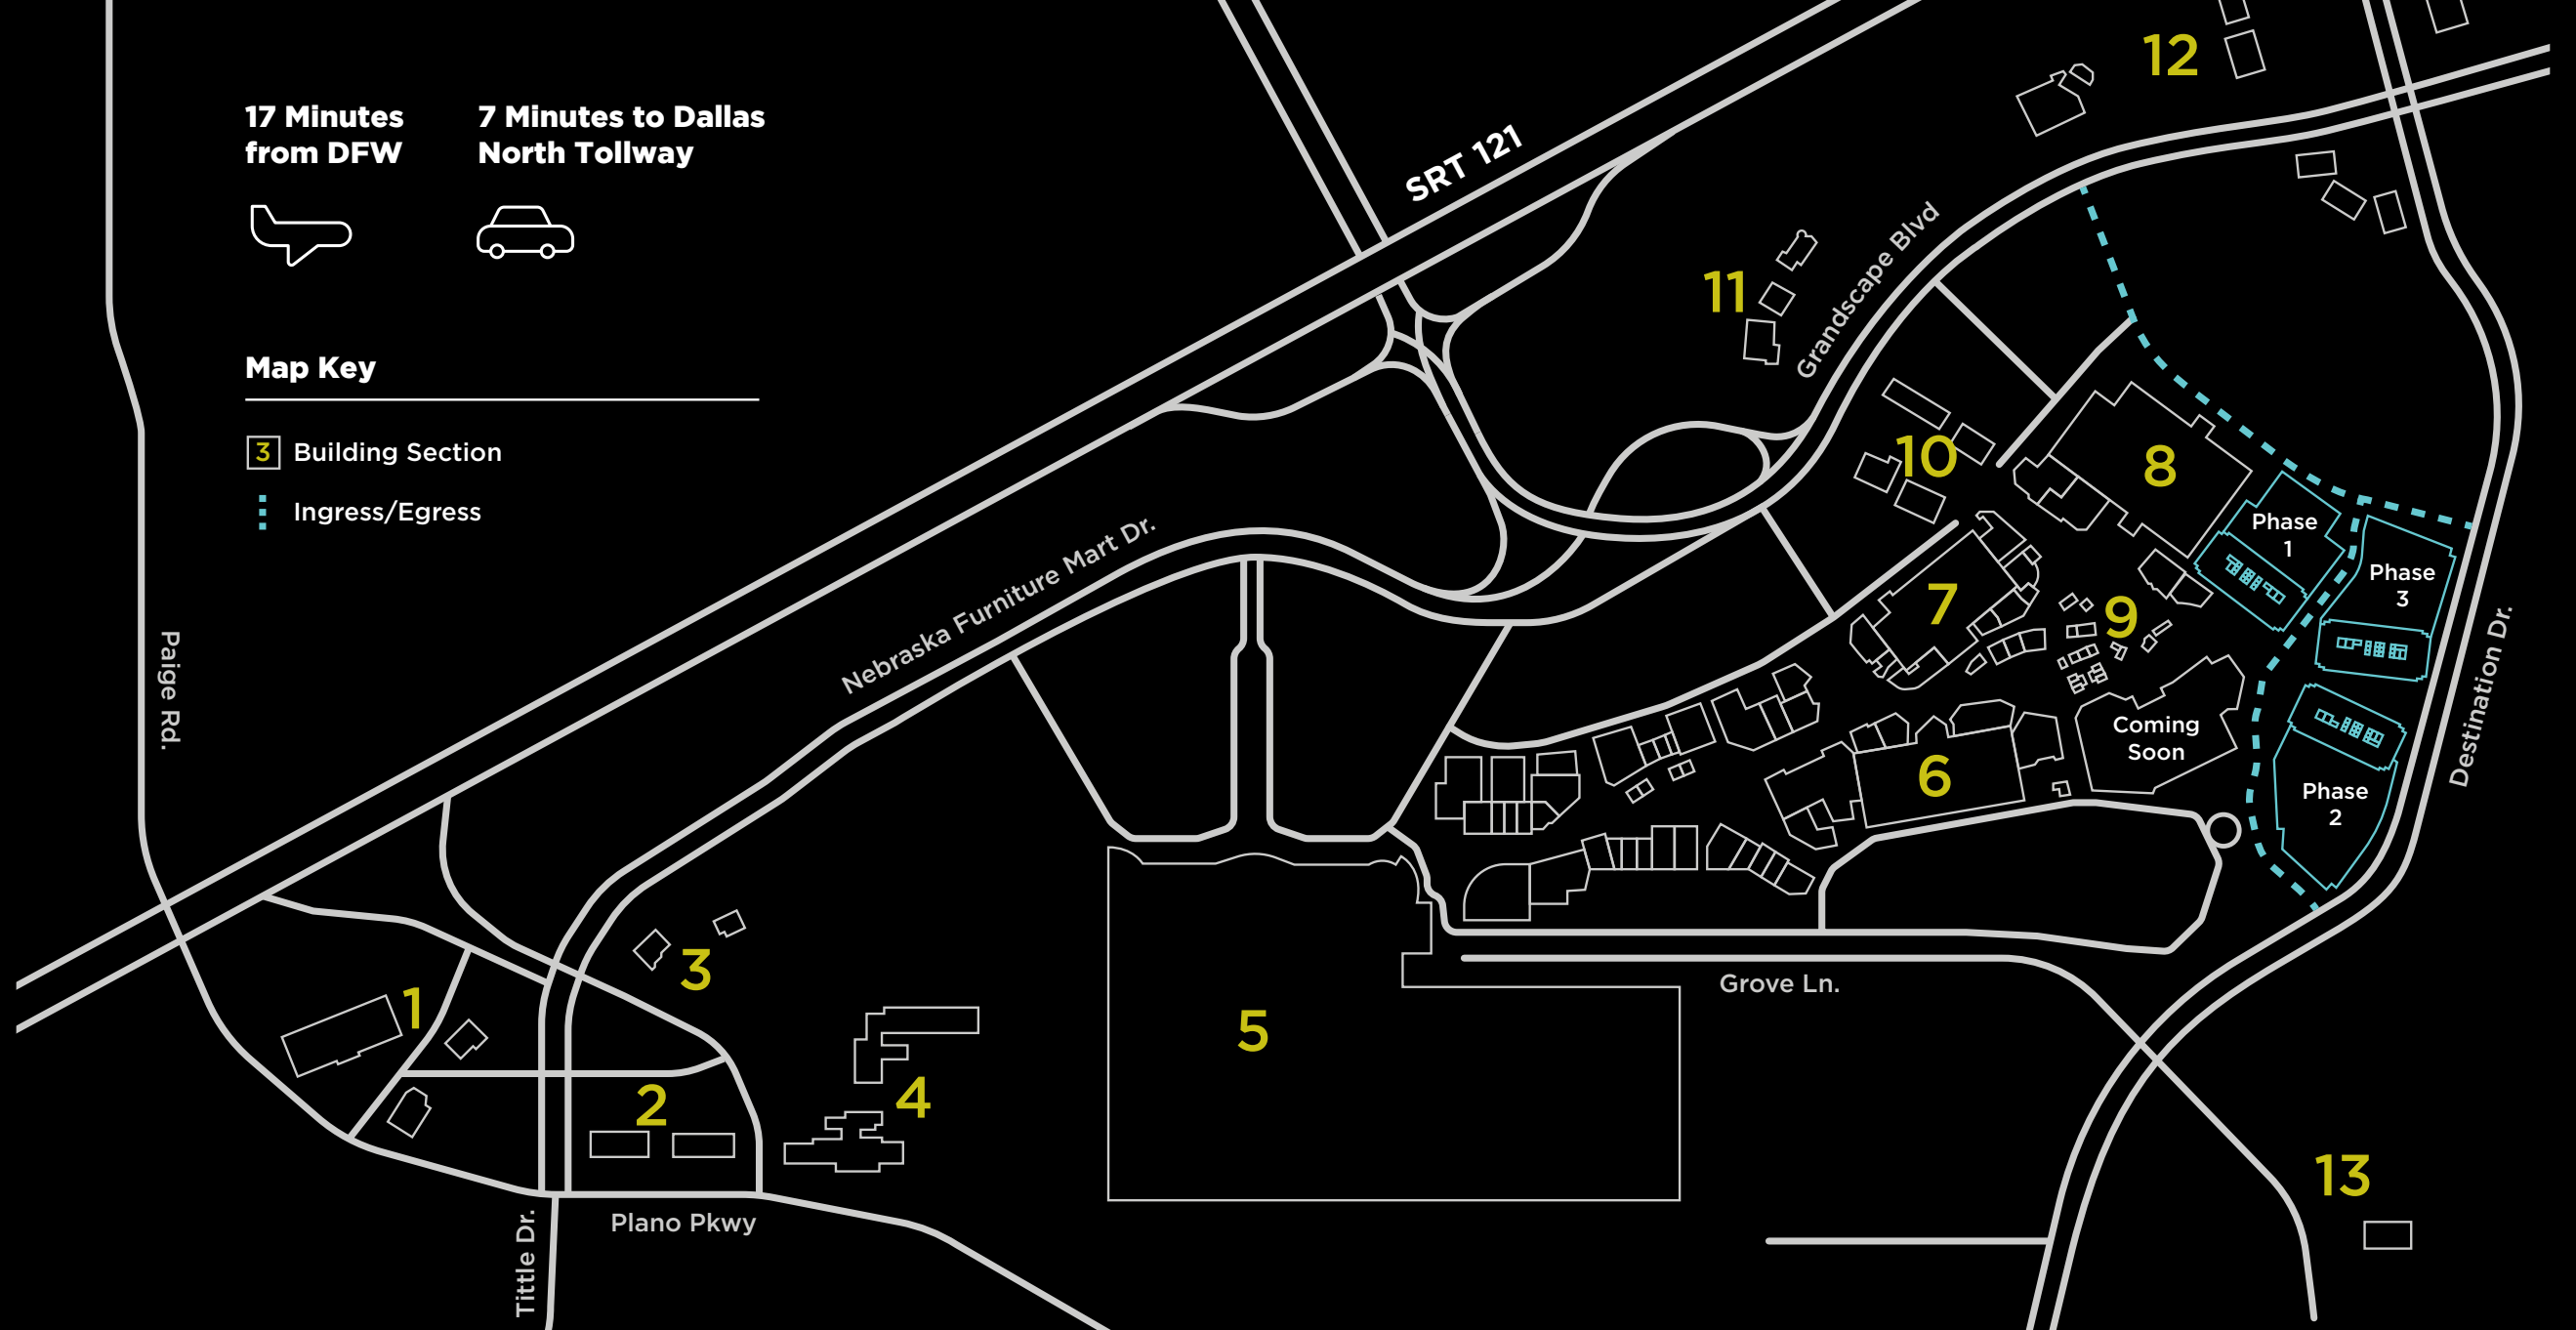 17 Minutes
from DFW
7 Minutes to Dallas
North Tollway
Map Key
3 Building Section
Ingress/Egress
SRT 121
Grandscape Blvd
Nebraska Furniture Mart Dr.
Paige Rd.
Destination Dr.
Grove Ln.
Plano Pkwy
Tittle Dr.
12
11
10
8
Phase
1
Phase
3
7
9
Coming
Soon
6
Phase
2
3
1
5
2
4
13